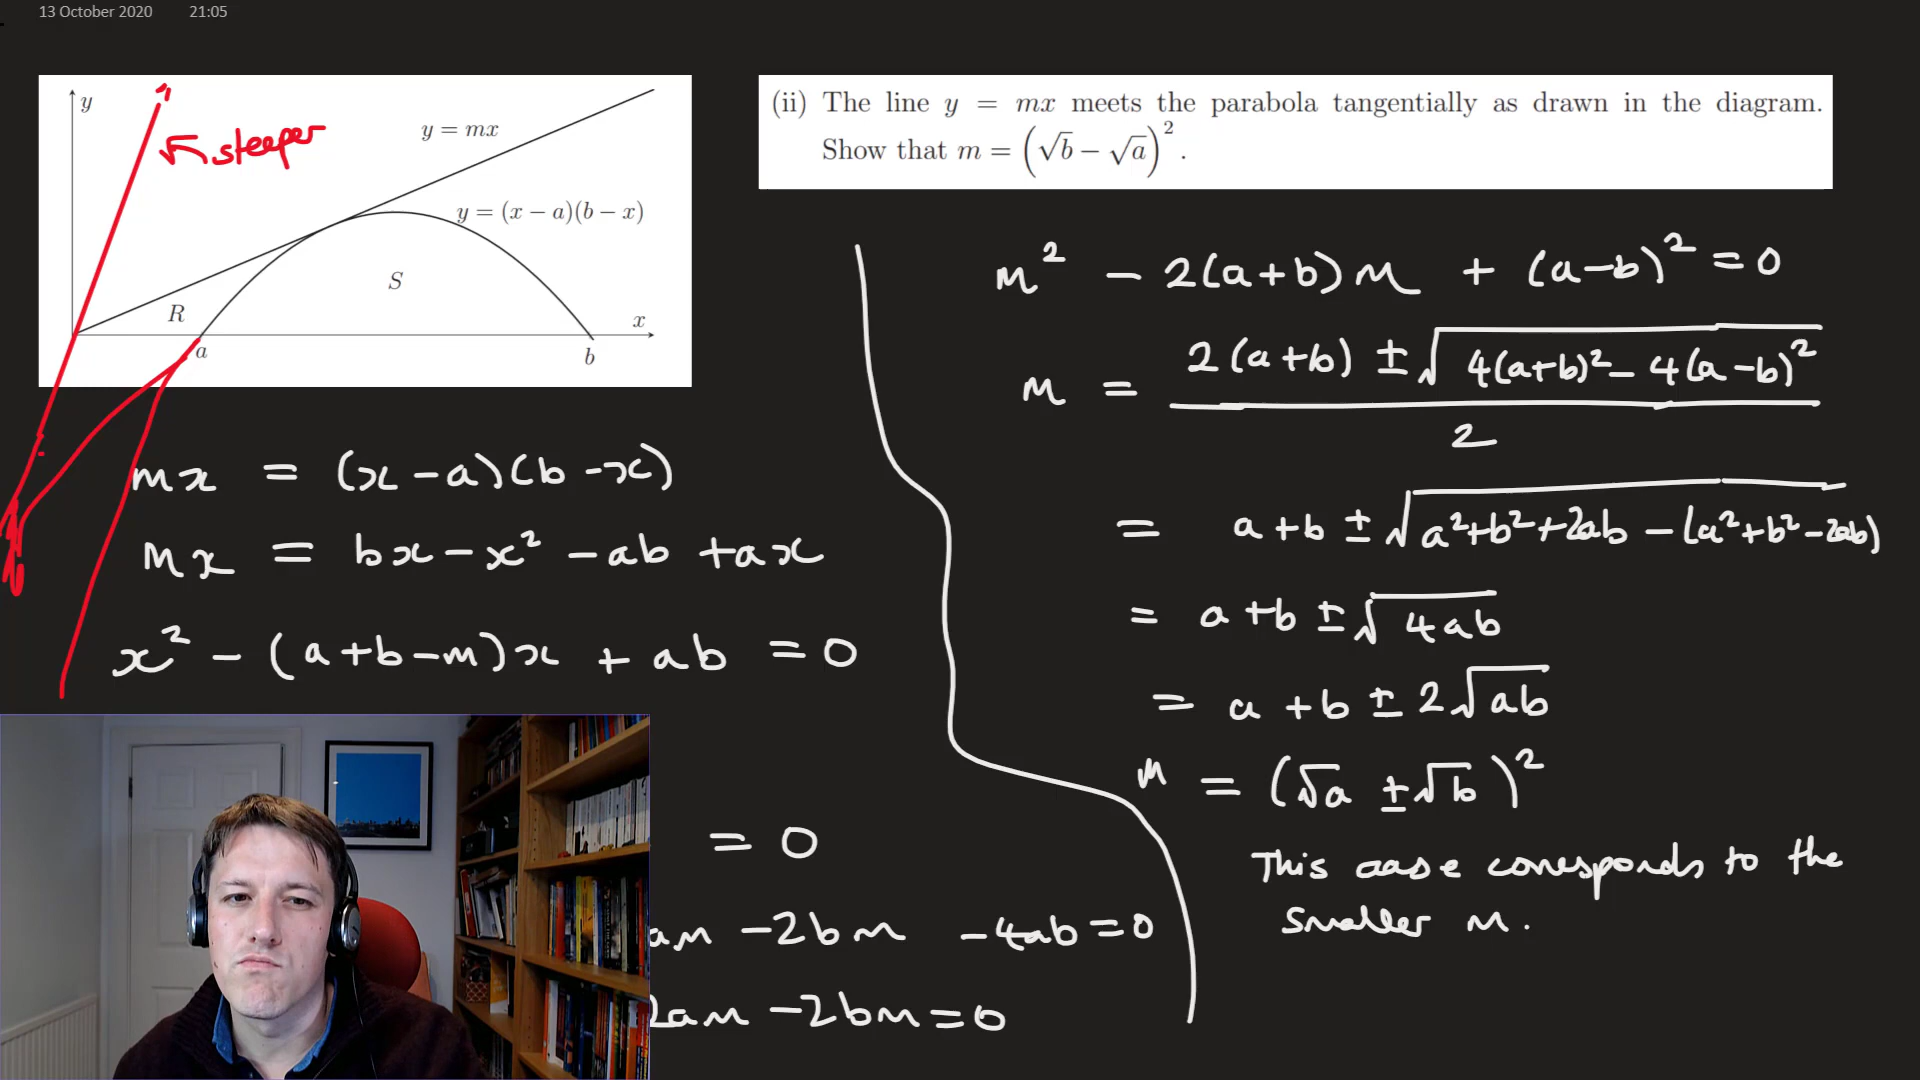 13 October 2020 21:05
y
steeper
y = mx
y = (x − a)(b − x)
S
R
x
a
b
(ii) The line y = mx meets the parabola tangentially as drawn in the diagram.
Show that m = (√b − √a)².
mx = (x − a)(b − x)
mx = bx − x² − ab + ax
x² − (a + b − m)x + ab = 0
= 0
am − 2bm − 4ab = 0
2am − 2bm = 0
m² − 2(a+b)m + (a−b)² = 0
m = (2(a+b) ± √(4(a+b)² − 4(a−b)²)) / 2
= a + b ± √(a²+b²+2ab − (a²+b²−2ab))
= a + b ± √(4ab)
= a + b ± 2√(ab)
m = (√a ± √b)²
This case corresponds to the
smaller m.